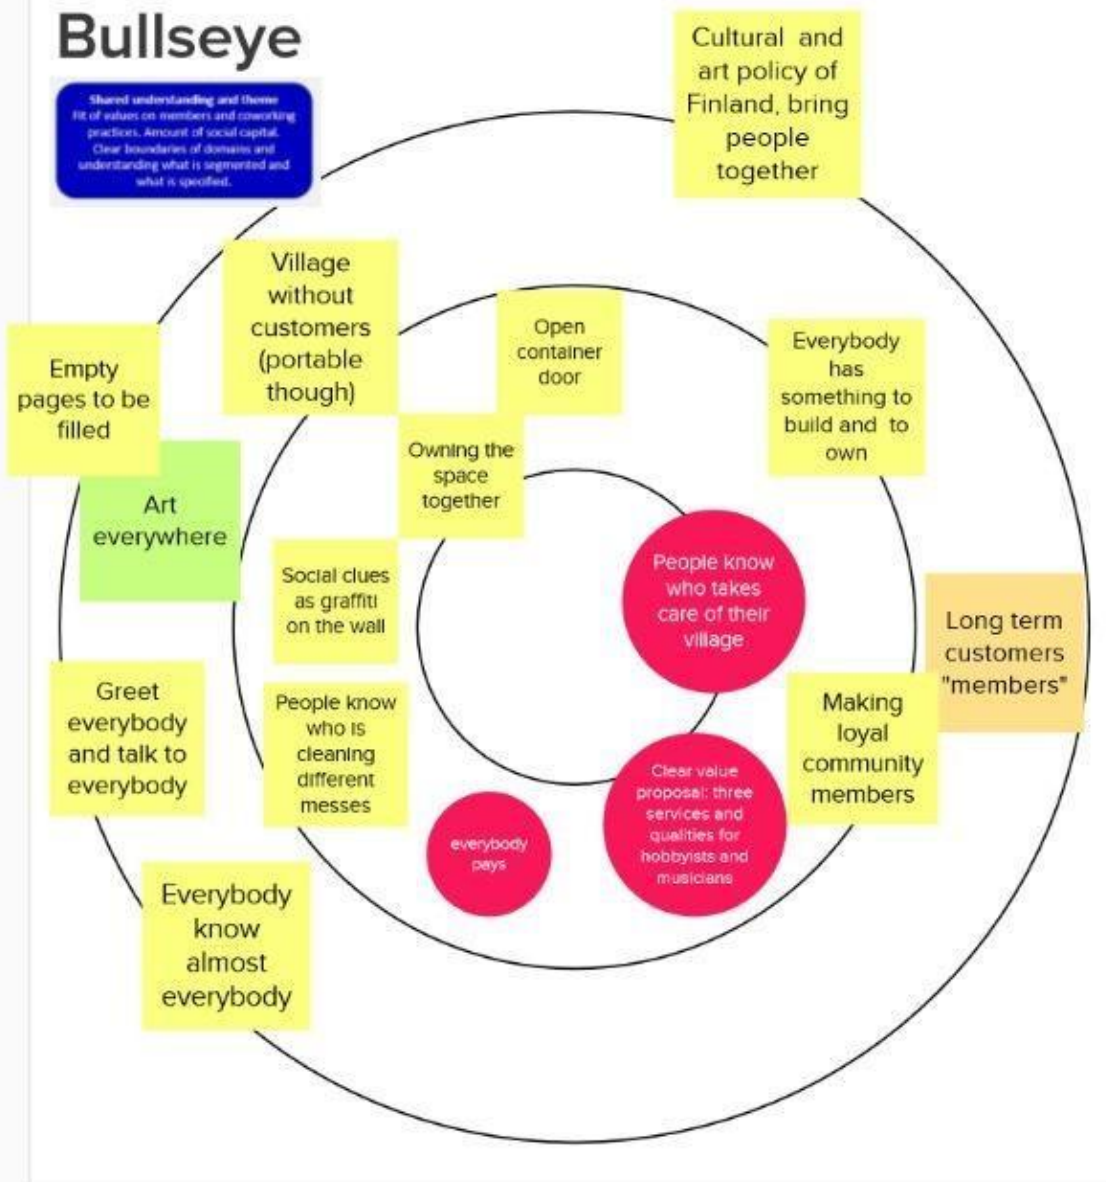 Bullseye
Shared understanding and theme
Fit of values on members and coworking
practices. Amount of social capital.
Clear boundaries of domains and
understanding what is segmented and
what is specified.
Cultural and
art policy of
Finland, bring
people
together
Village
without
customers
(portable
though)
Open
container
door
Everybody
has
something to
build and to
own
Empty
pages to be
filled
Art
everywhere
Owning the
space
together
Social clues
as graffiti
on the wall
People know
who takes
care of their
village
Long term
customers
"members"
Greet
everybody
and talk to
everybody
People know
who is
cleaning
different
messes
Making
loyal
community
members
Clear value
proposal: three
services and
qualities for
hobbyists and
musicians
everybody
pays
Everybody
know
almost
everybody